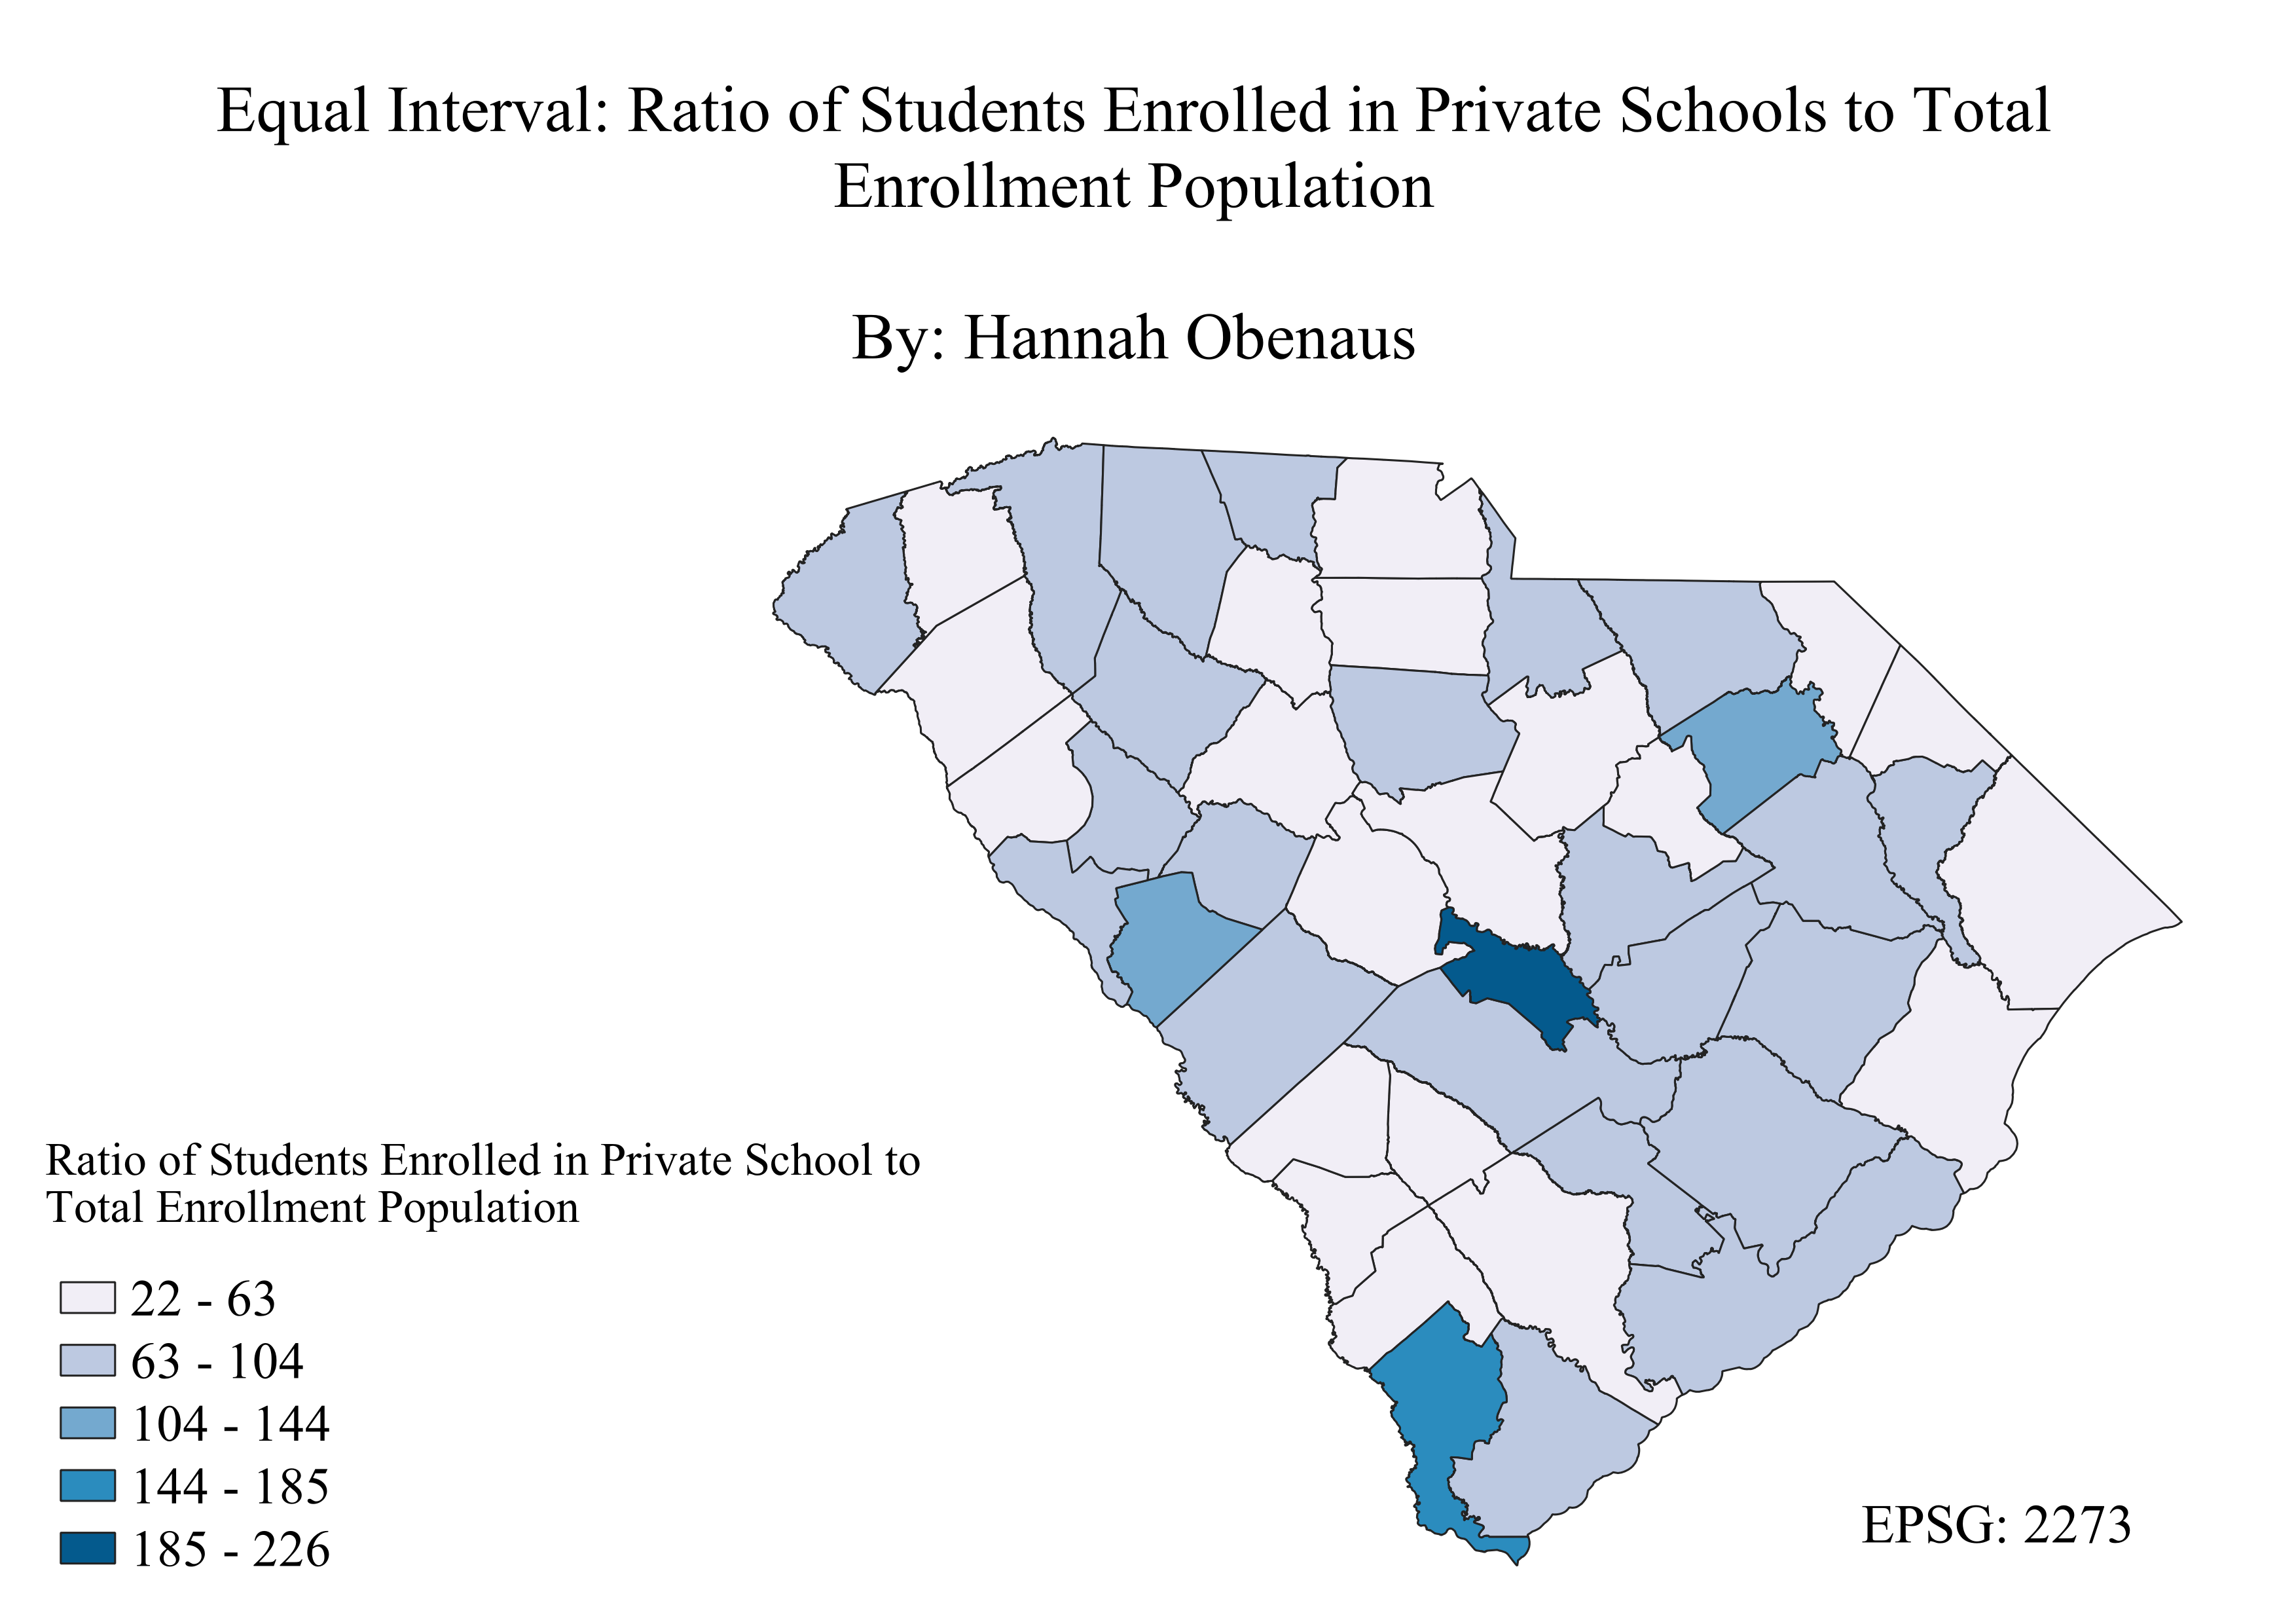 Equal Interval: Ratio of Students Enrolled in Private Schools to Total
Enrollment Population
By: Hannah Obenaus
Ratio of Students Enrolled in Private School to
Total Enrollment Population
22 - 63
63 - 104
104 - 144
144 - 185
185 - 226
EPSG: 2273